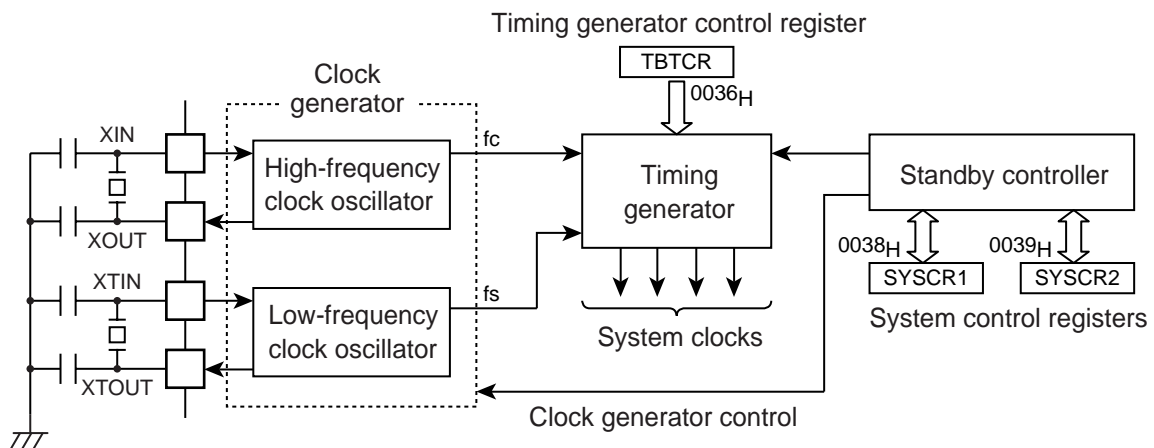 Timing generator control register
TBTCR
0036H
Clock
generator
XIN
XOUT
XTIN
XTOUT
High-frequency
clock oscillator
fc
Low-frequency
clock oscillator
fs
Timing
generator
System clocks
Standby controller
0038H
0039H
SYSCR1
SYSCR2
System control registers
Clock generator control